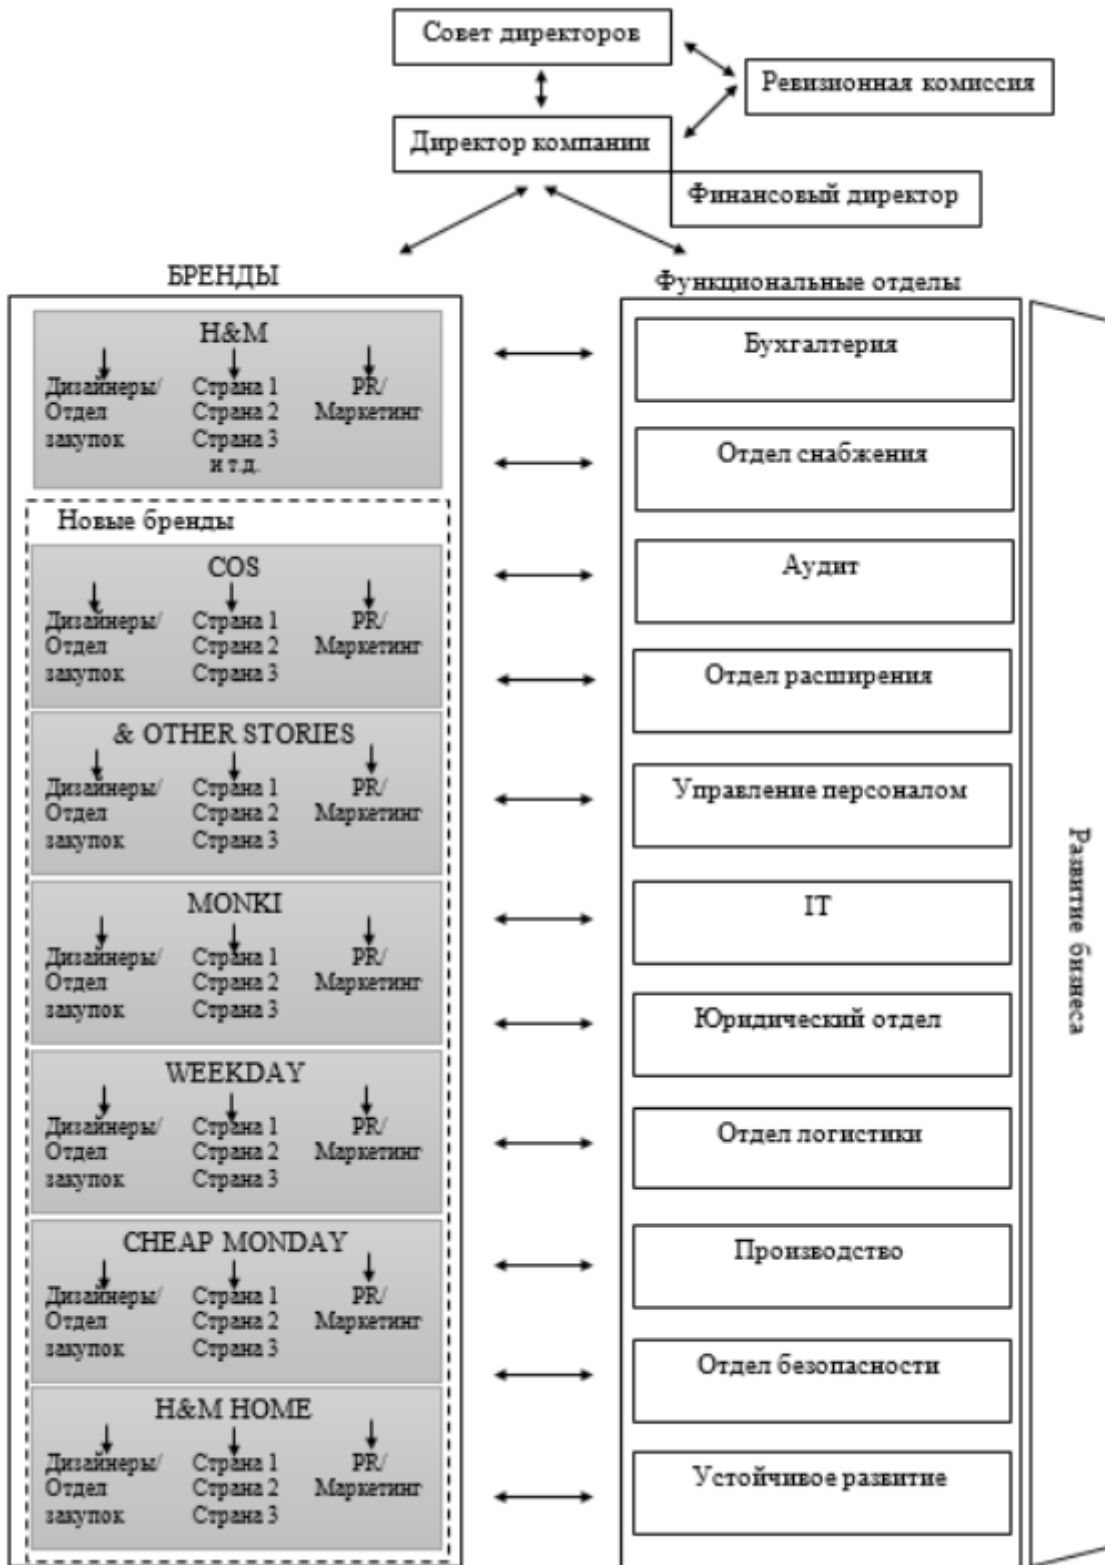 Совет директоров
Ревизионная комиссия
Директор компании
Финансовый директор
БРЕНДЫ
H&M
Дизайнеры/
Отдел
закупок
Страна 1
Страна 2
Страна 3
и т.д.
PR/
Маркетинг
Новые бренды
COS
Дизайнеры/
Отдел
закупок
Страна 1
Страна 2
Страна 3
PR/
Маркетинг
& OTHER STORIES
Дизайнеры/
Отдел
закупок
Страна 1
Страна 2
Страна 3
PR/
Маркетинг
MONKI
Дизайнеры/
Отдел
закупок
Страна 1
Страна 2
Страна 3
PR/
Маркетинг
WEEKDAY
Дизайнеры/
Отдел
закупок
Страна 1
Страна 2
Страна 3
PR/
Маркетинг
CHEAP MONDAY
Дизайнеры/
Отдел
закупок
Страна 1
Страна 2
Страна 3
PR/
Маркетинг
H&M HOME
Дизайнеры/
Отдел
закупок
Страна 1
Страна 2
Страна 3
PR/
Маркетинг
Функциональные отделы
Бухгалтерия
Отдел снабжения
Аудит
Отдел расширения
Управление персоналом
IT
Юридический отдел
Отдел логистики
Производство
Отдел безопасности
Устойчивое развитие
Развитие бизнеса